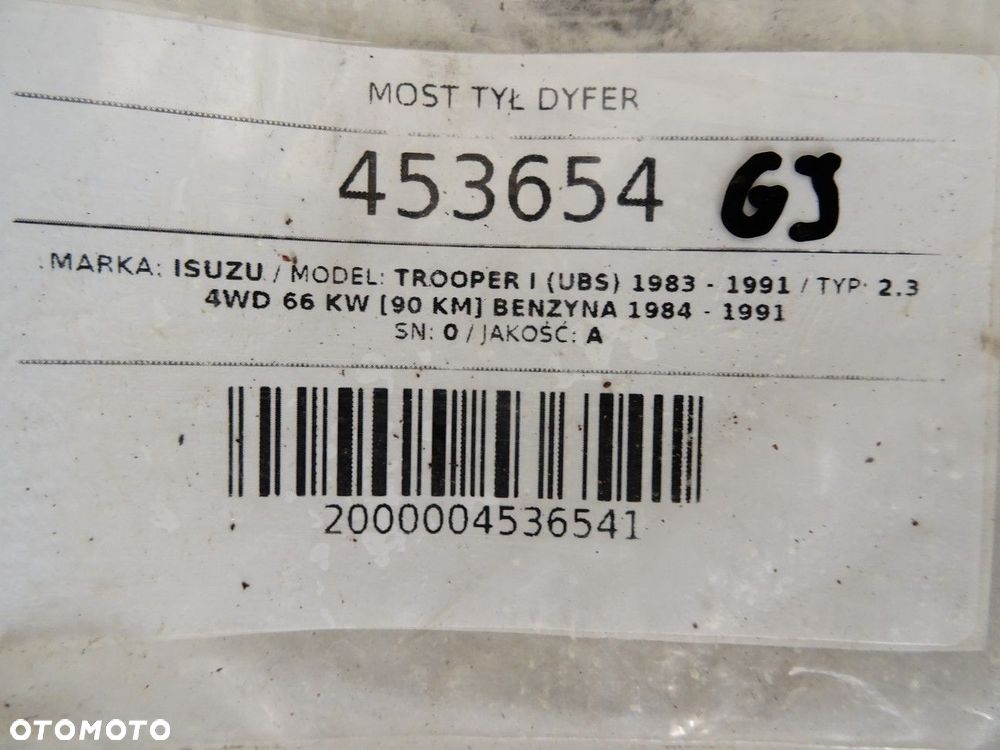 MOST TYŁ DYFER
453654 GJ
MARKA: ISUZU / MODEL: TROOPER I (UBS) 1983 - 1991 / TYP: 2.3
4WD 66 KW [90 KM] BENZYNA 1984 - 1991
SN: 0 / JAKOŚĆ: A
2000004536541
OTOMOTO